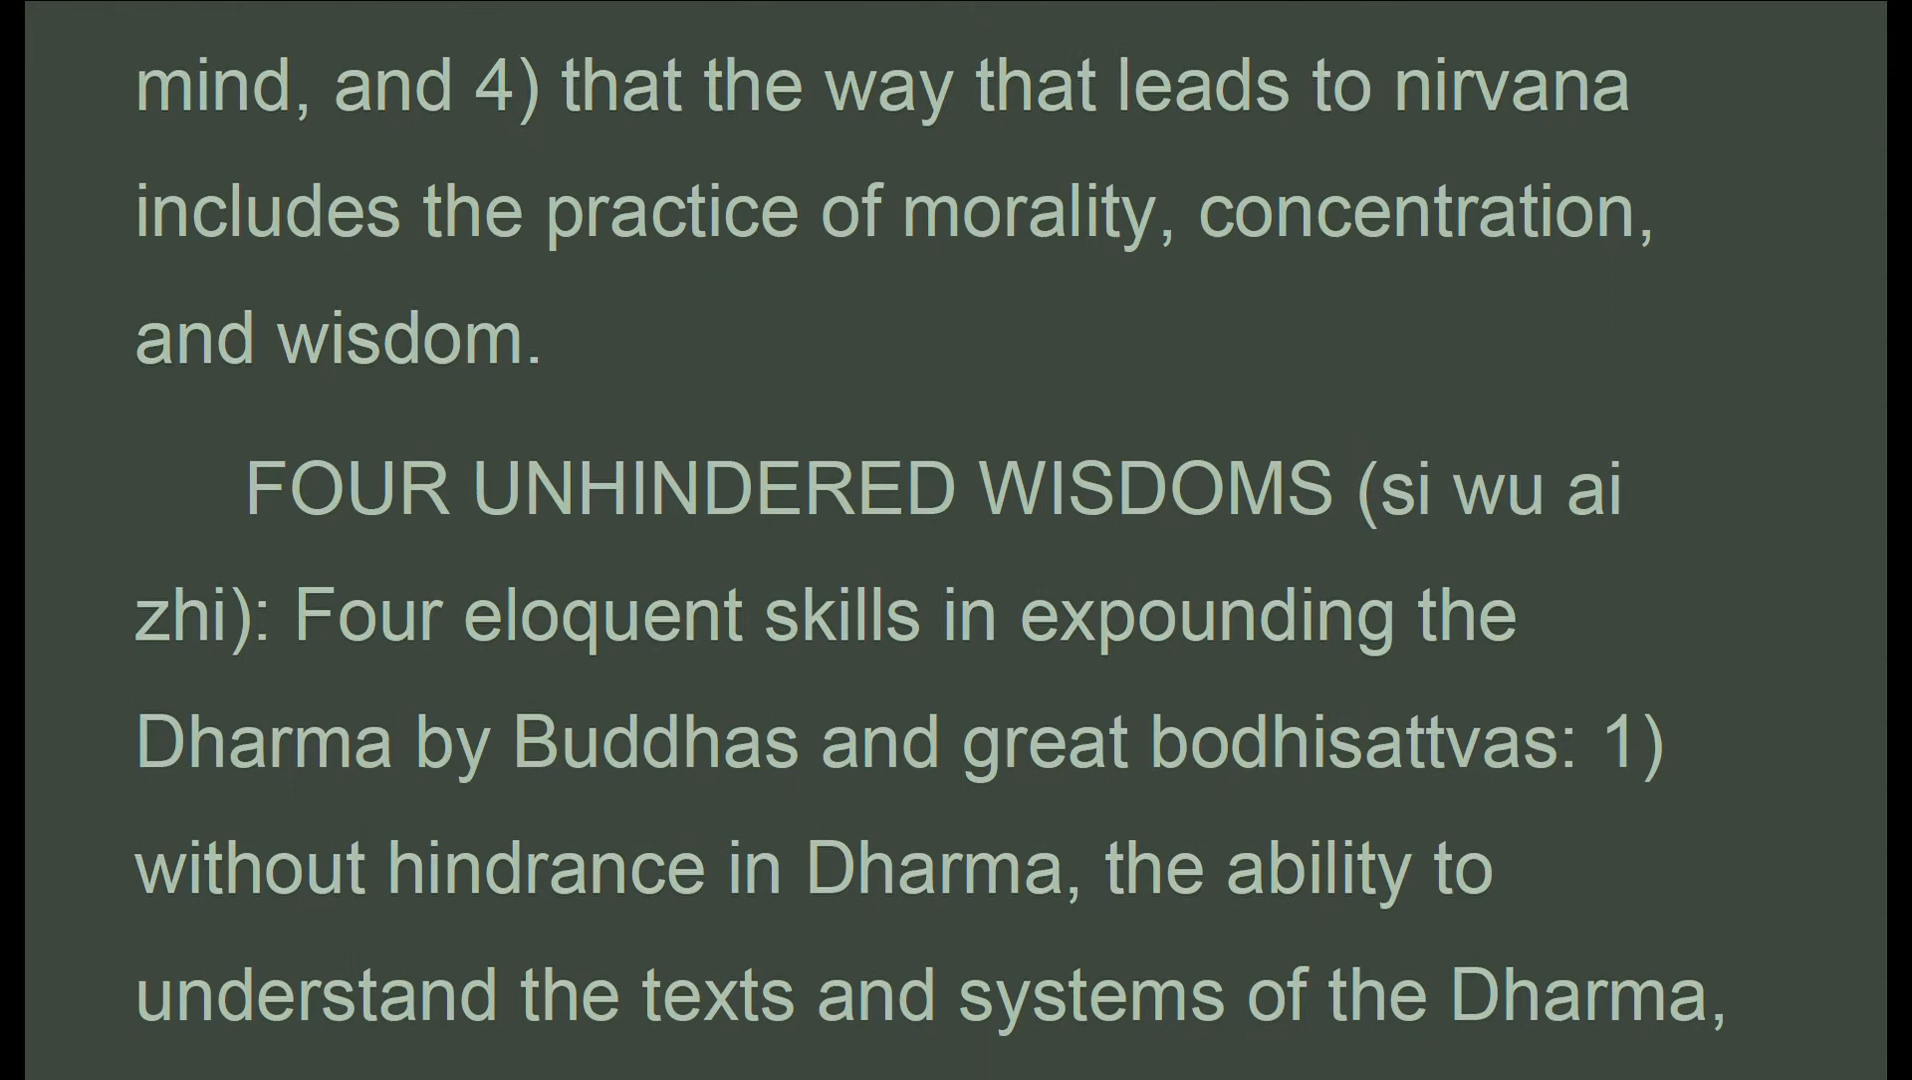 mind, and 4) that the way that leads to nirvana
includes the practice of morality, concentration,
and wisdom.
FOUR UNHINDERED WISDOMS (si wu ai
zhi): Four eloquent skills in expounding the
Dharma by Buddhas and great bodhisattvas: 1)
without hindrance in Dharma, the ability to
understand the texts and systems of the Dharma,